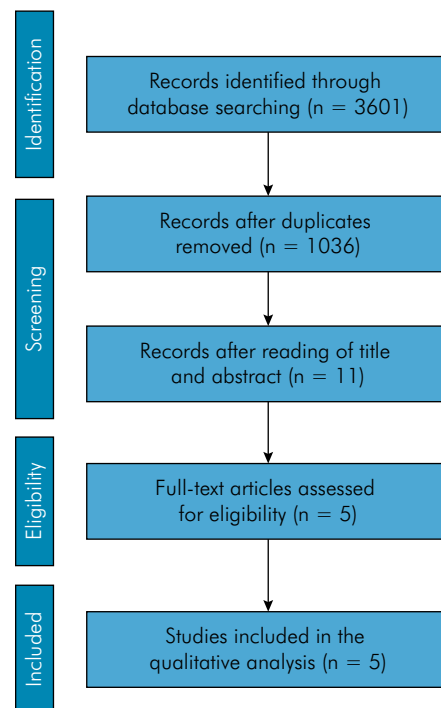 Identification
Records identified through
database searching (n = 3601)
Screening
Records after duplicates
removed (n = 1036)
Records after reading of title
and abstract (n = 11)
Eligibility
Full-text articles assessed
for eligibility (n = 5)
Included
Studies included in the
qualitative analysis (n = 5)